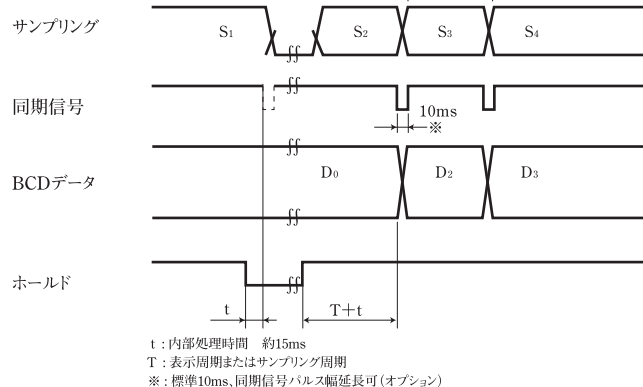 サンプリング S1 S2 S3 S4
同期信号 10ms
※
BCDデータ D0 D2 D3
ホールド
t T+t
t:内部処理時間 約15ms
T:表示周期またはサンプリング周期
※:標準10ms、同期信号パルス幅延長可(オプション)